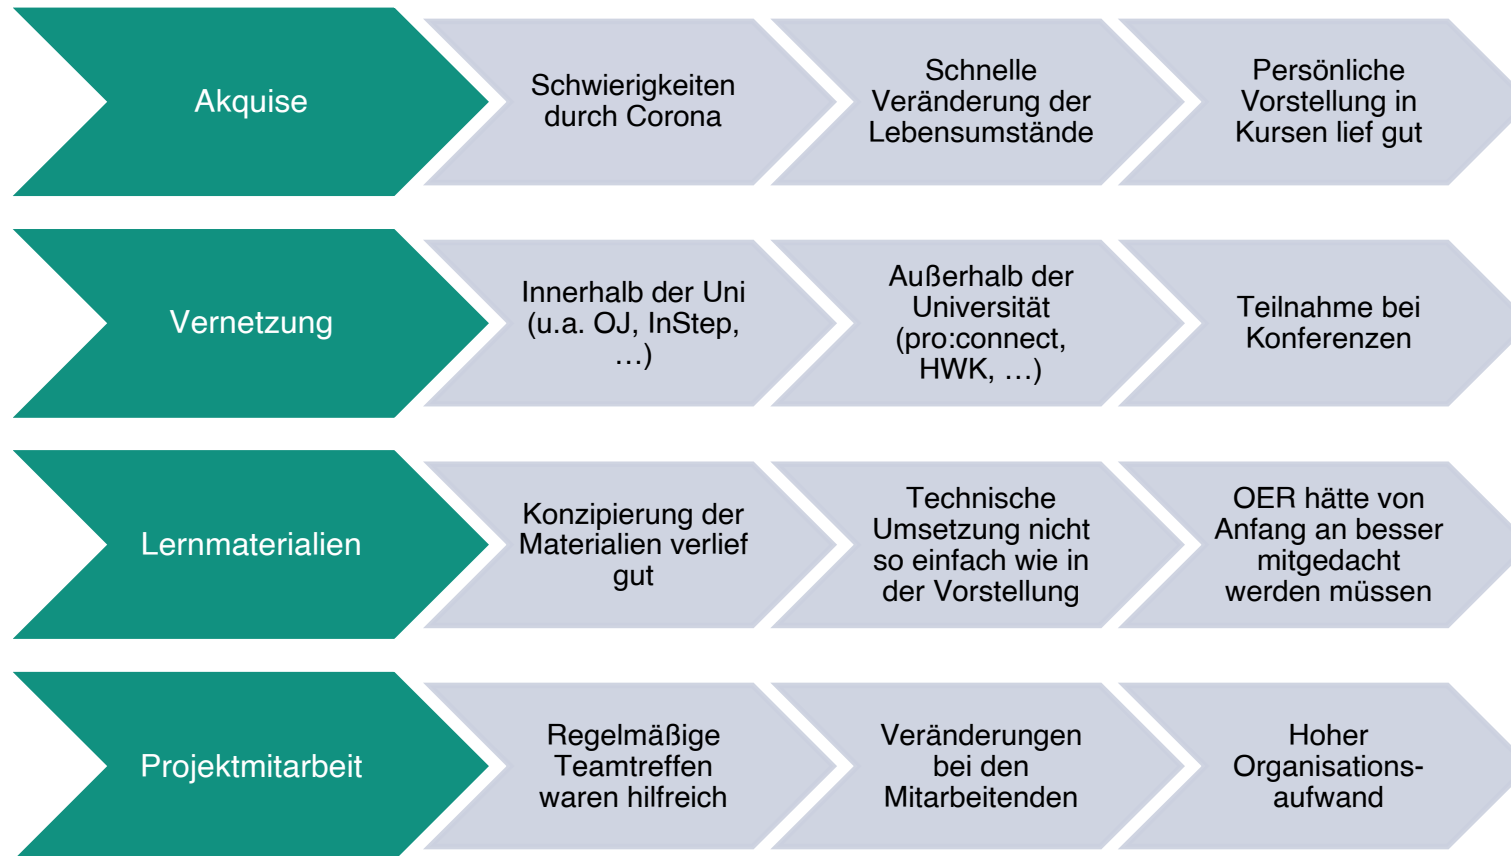 Akquise
Schwierigkeiten
durch Corona
Schnelle
Veränderung der
Lebensumstände
Persönliche
Vorstellung in
Kursen lief gut
Vernetzung
Innerhalb der Uni
(u.a. OJ, InStep,
…)
Außerhalb der
Universität
(pro:connect,
HWK, …)
Teilnahme bei
Konferenzen
Lernmaterialien
Konzipierung der
Materialien verlief
gut
Technische
Umsetzung nicht
so einfach wie in
der Vorstellung
OER hätte von
Anfang an besser
mitgedacht
werden müssen
Projektmitarbeit
Regelmäßige
Teamtreffen
waren hilfreich
Veränderungen
bei den
Mitarbeitenden
Hoher
Organisations-
aufwand